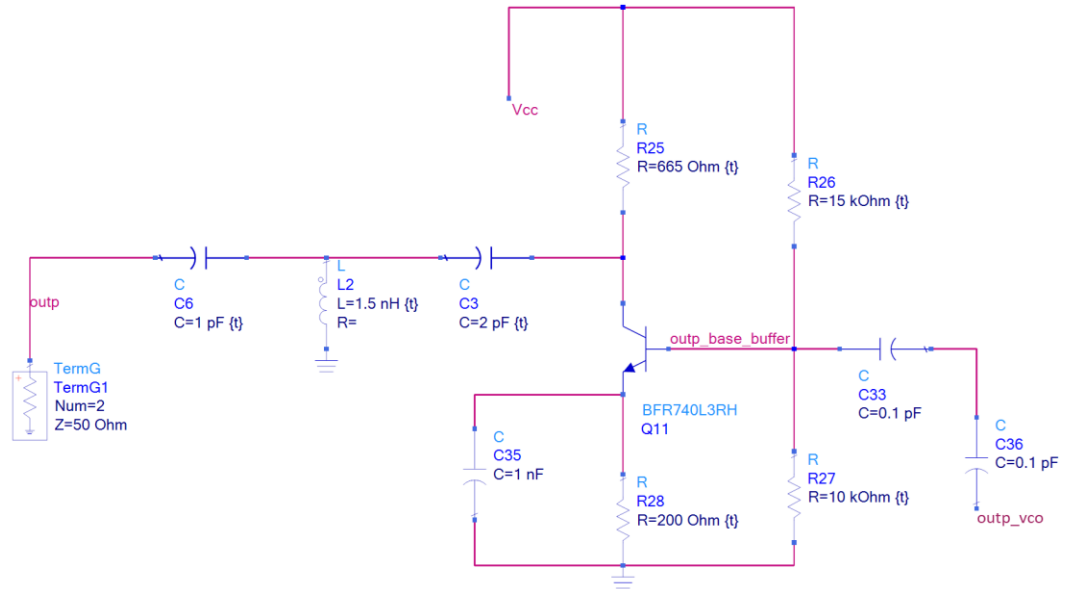 Vcc
R
R25
R=665 Ohm {t}
R
R26
R=15 kOhm {t}
outp
C
C6
C=1 pF {t}
L
L2
L=1.5 nH {t}
R=
C
C3
C=2 pF {t}
outp_base_buffer
C
C33
C=0.1 pF
TermG
TermG1
Num=2
Z=50 Ohm
BFR740L3RH
Q11
C
C35
C=1 nF
R
R28
R=200 Ohm {t}
R
R27
R=10 kOhm {t}
C
C36
C=0.1 pF
outp_vco